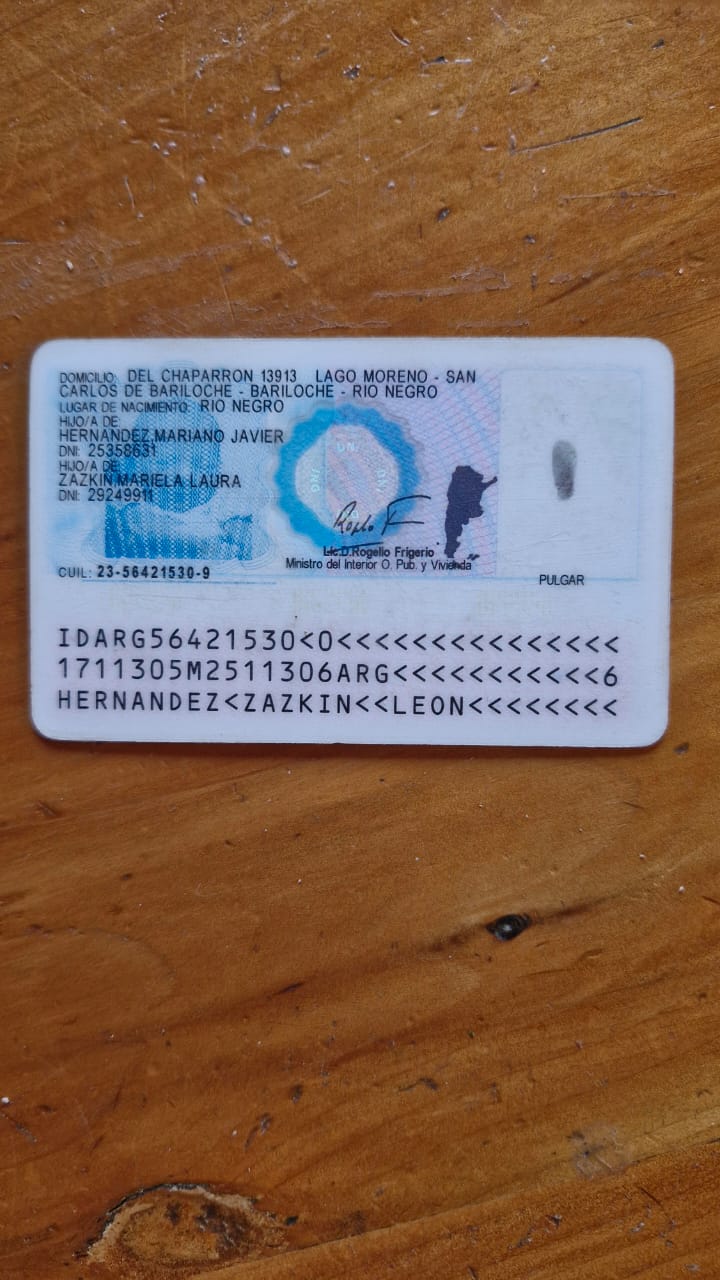 DOMICILIO: DEL CHAPARRON 13913 LAGO MORENO - SAN
CARLOS DE BARILOCHE - BARILOCHE - RIO NEGRO
LUGAR DE NACIMIENTO: RIO NEGRO
HIJO/A DE:
HERNANDEZ,MARIANO JAVIER
DNI: 25358631
HIJO/A DE:
ZAZKIN MARIELA LAURA
DNI: 29249911
Lic.D.Rogelio Frigerio
Ministro del Interior O. Pub. y Vivienda
CUIL: 23-56421530-9
PULGAR
IDARG56421530<0<<<<<<<<<<<<<<<
1711305M2511306ARG<<<<<<<<<<<6
HERNANDEZ<ZAZKIN<<LEON<<<<<<<<